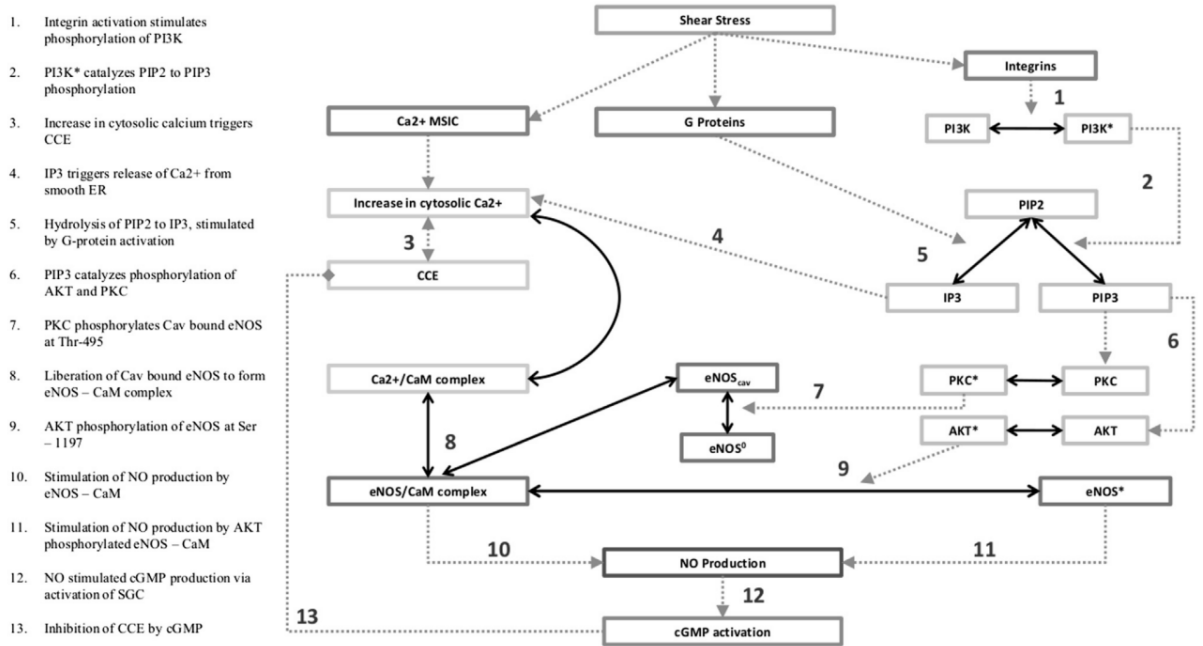 1. Integrin activation stimulates
phosphorylation of PI3K
2. PI3K* catalyzes PIP2 to PIP3
phosphorylation
3. Increase in cytosolic calcium triggers
CCE
4. IP3 triggers release of Ca2+ from
smooth ER
5. Hydrolysis of PIP2 to IP3, stimulated
by G-protein activation
6. PIP3 catalyzes phosphorylation of
AKT and PKC
7. PKC phosphorylates Cav bound eNOS
at Thr-495
8. Liberation of Cav bound eNOS to form
eNOS – CaM complex
9. AKT phosphorylation of eNOS at Ser
– 1197
10. Stimulation of NO production by
eNOS – CaM
11. Stimulation of NO production by AKT
phosphorylated eNOS – CaM
12. NO stimulated cGMP production via
activation of SGC
13. Inhibition of CCE by cGMP
Shear Stress
Integrins
1
Ca2+ MSIC
G Proteins
PI3K
PI3K*
2
Increase in cytosolic Ca2+
PIP2
3
4
5
CCE
IP3
PIP3
6
Ca2+/CaM complex
eNOScav
7
PKC*
PKC
8
eNOS⁰
AKT*
AKT
9
eNOS/CaM complex
eNOS*
10
NO Production
11
12
13
cGMP activation